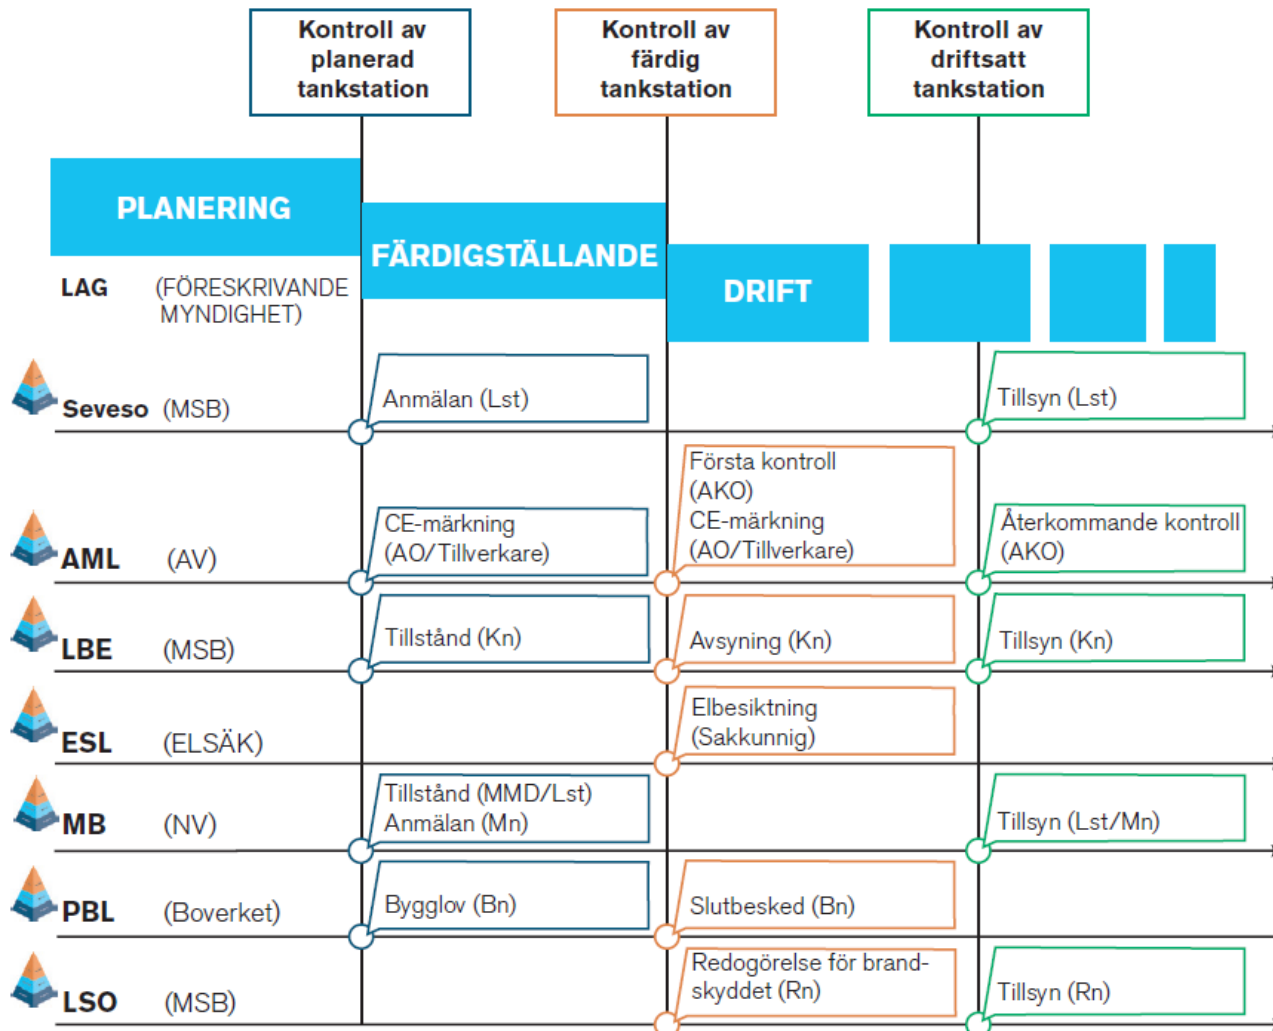 Kontroll av
planerad
tankstation
Kontroll av
färdig
tankstation
Kontroll av
driftsatt
tankstation
PLANERING
FÄRDIGSTÄLLANDE
DRIFT
LAG (FÖRESKRIVANDE
MYNDIGHET)
Seveso (MSB)
Anmälan (Lst)
Tillsyn (Lst)
AML (AV)
CE-märkning
(AO/Tillverkare)
Första kontroll
(AKO)
CE-märkning
(AO/Tillverkare)
Återkommande kontroll
(AKO)
LBE (MSB)
Tillstånd (Kn)
Avsyning (Kn)
Tillsyn (Kn)
ESL (ELSÄK)
Elbesiktning
(Sakkunnig)
MB (NV)
Tillstånd (MMD/Lst)
Anmälan (Mn)
Tillsyn (Lst/Mn)
PBL (Boverket)
Bygglov (Bn)
Slutbesked (Bn)
LSO (MSB)
Redogörelse för brand-
skyddet (Rn)
Tillsyn (Rn)